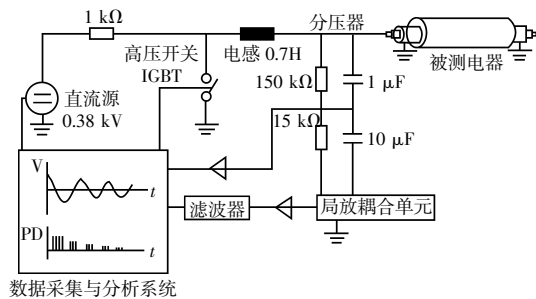 1 kΩ
高压开关
IGBT
电感 0.7H
分压器
被测电器
直流源
0.38 kV
150 kΩ
1 μF
15 kΩ
10 μF
V
t
PD
t
滤波器
局放耦合单元
数据采集与分析系统